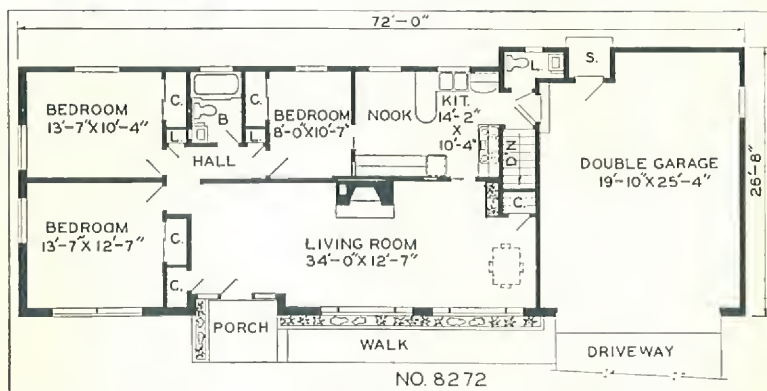 72'-0"
BEDROOM
13'-7"X10'-4"
C.
B
C.
L.
L.
HALL
BEDROOM
8'-0"X10'-7"
NOOK
KIT.
14'-2"
X
10'-4"
L.
S.
D'N
C.
DOUBLE GARAGE
19'-10"X25'-4"
26'-8"
BEDROOM
13'-7"X12'-7"
C.
C.
LIVING ROOM
34'-0"X12'-7"
PORCH
WALK
DRIVEWAY
NO. 8272